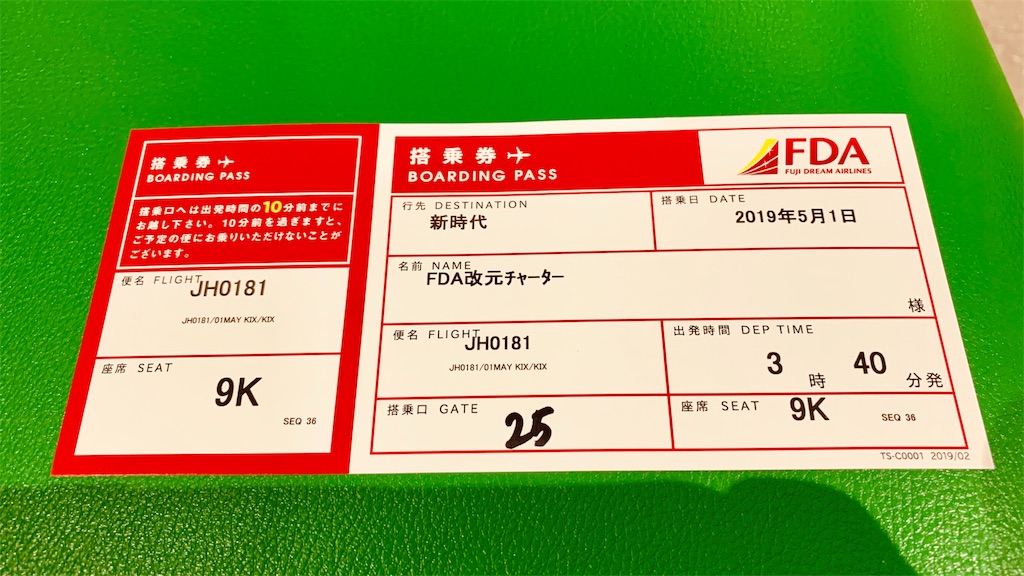 搭乗券
BOARDING PASS
搭乗口へは出発時間の10分前までに
お越し下さい。10分前を過ぎますと、
ご予定の便にお乗りいただけないことが
ございます。
便名 FLIGHT
JH0181
JH0181/01MAY KIX/KIX
座席 SEAT
9K
SEQ 36
搭乗券
BOARDING PASS
FDA
FUJI DREAM AIRLINES
行先 DESTINATION
新時代
搭乗日 DATE
2019年5月1日
名前 NAME
FDA改元ﾁｬｰﾀｰ
様
便名 FLIGHT
JH0181
JH0181/01MAY KIX/KIX
出発時間 DEP TIME
3時40分発
搭乗口 GATE
25
座席 SEAT
9K
SEQ 36
TS-C0001 2019/02